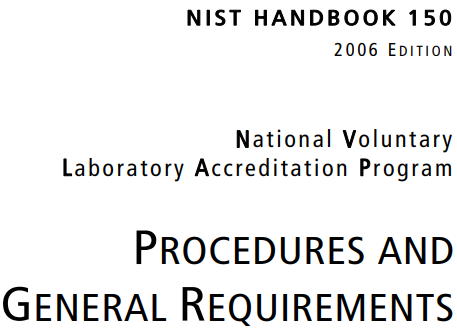 NIST HANDBOOK 150
2006 EDITION
National Voluntary
Laboratory Accreditation Program
PROCEDURES AND
GENERAL REQUIREMENTS